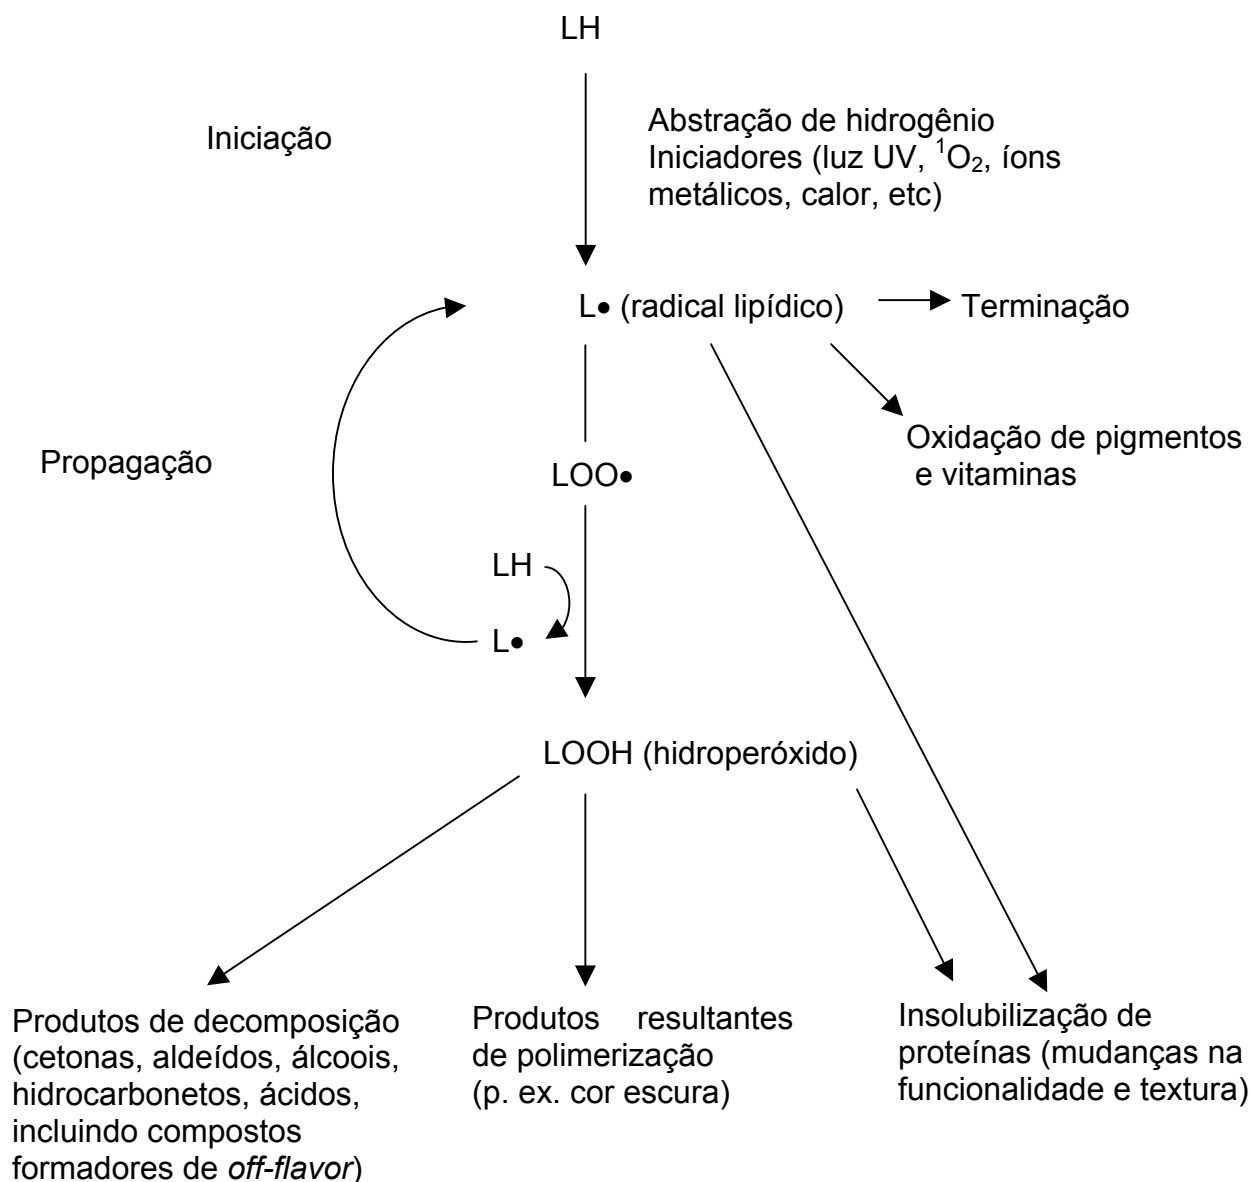 LH
Iniciação
Abstração de hidrogênio
Iniciadores (luz UV, ¹O₂, íons
metálicos, calor, etc)
L• (radical lipídico)
Terminação
Oxidação de pigmentos
e vitaminas
Propagação
LOO•
LH
L•
LOOH (hidroperóxido)
Produtos de decomposição
(cetonas, aldeídos, álcoois,
hidrocarbonetos, ácidos,
incluindo compostos
formadores de off-flavor)
Produtos resultantes
de polimerização
(p. ex. cor escura)
Insolubilização de
proteínas (mudanças na
funcionalidade e textura)